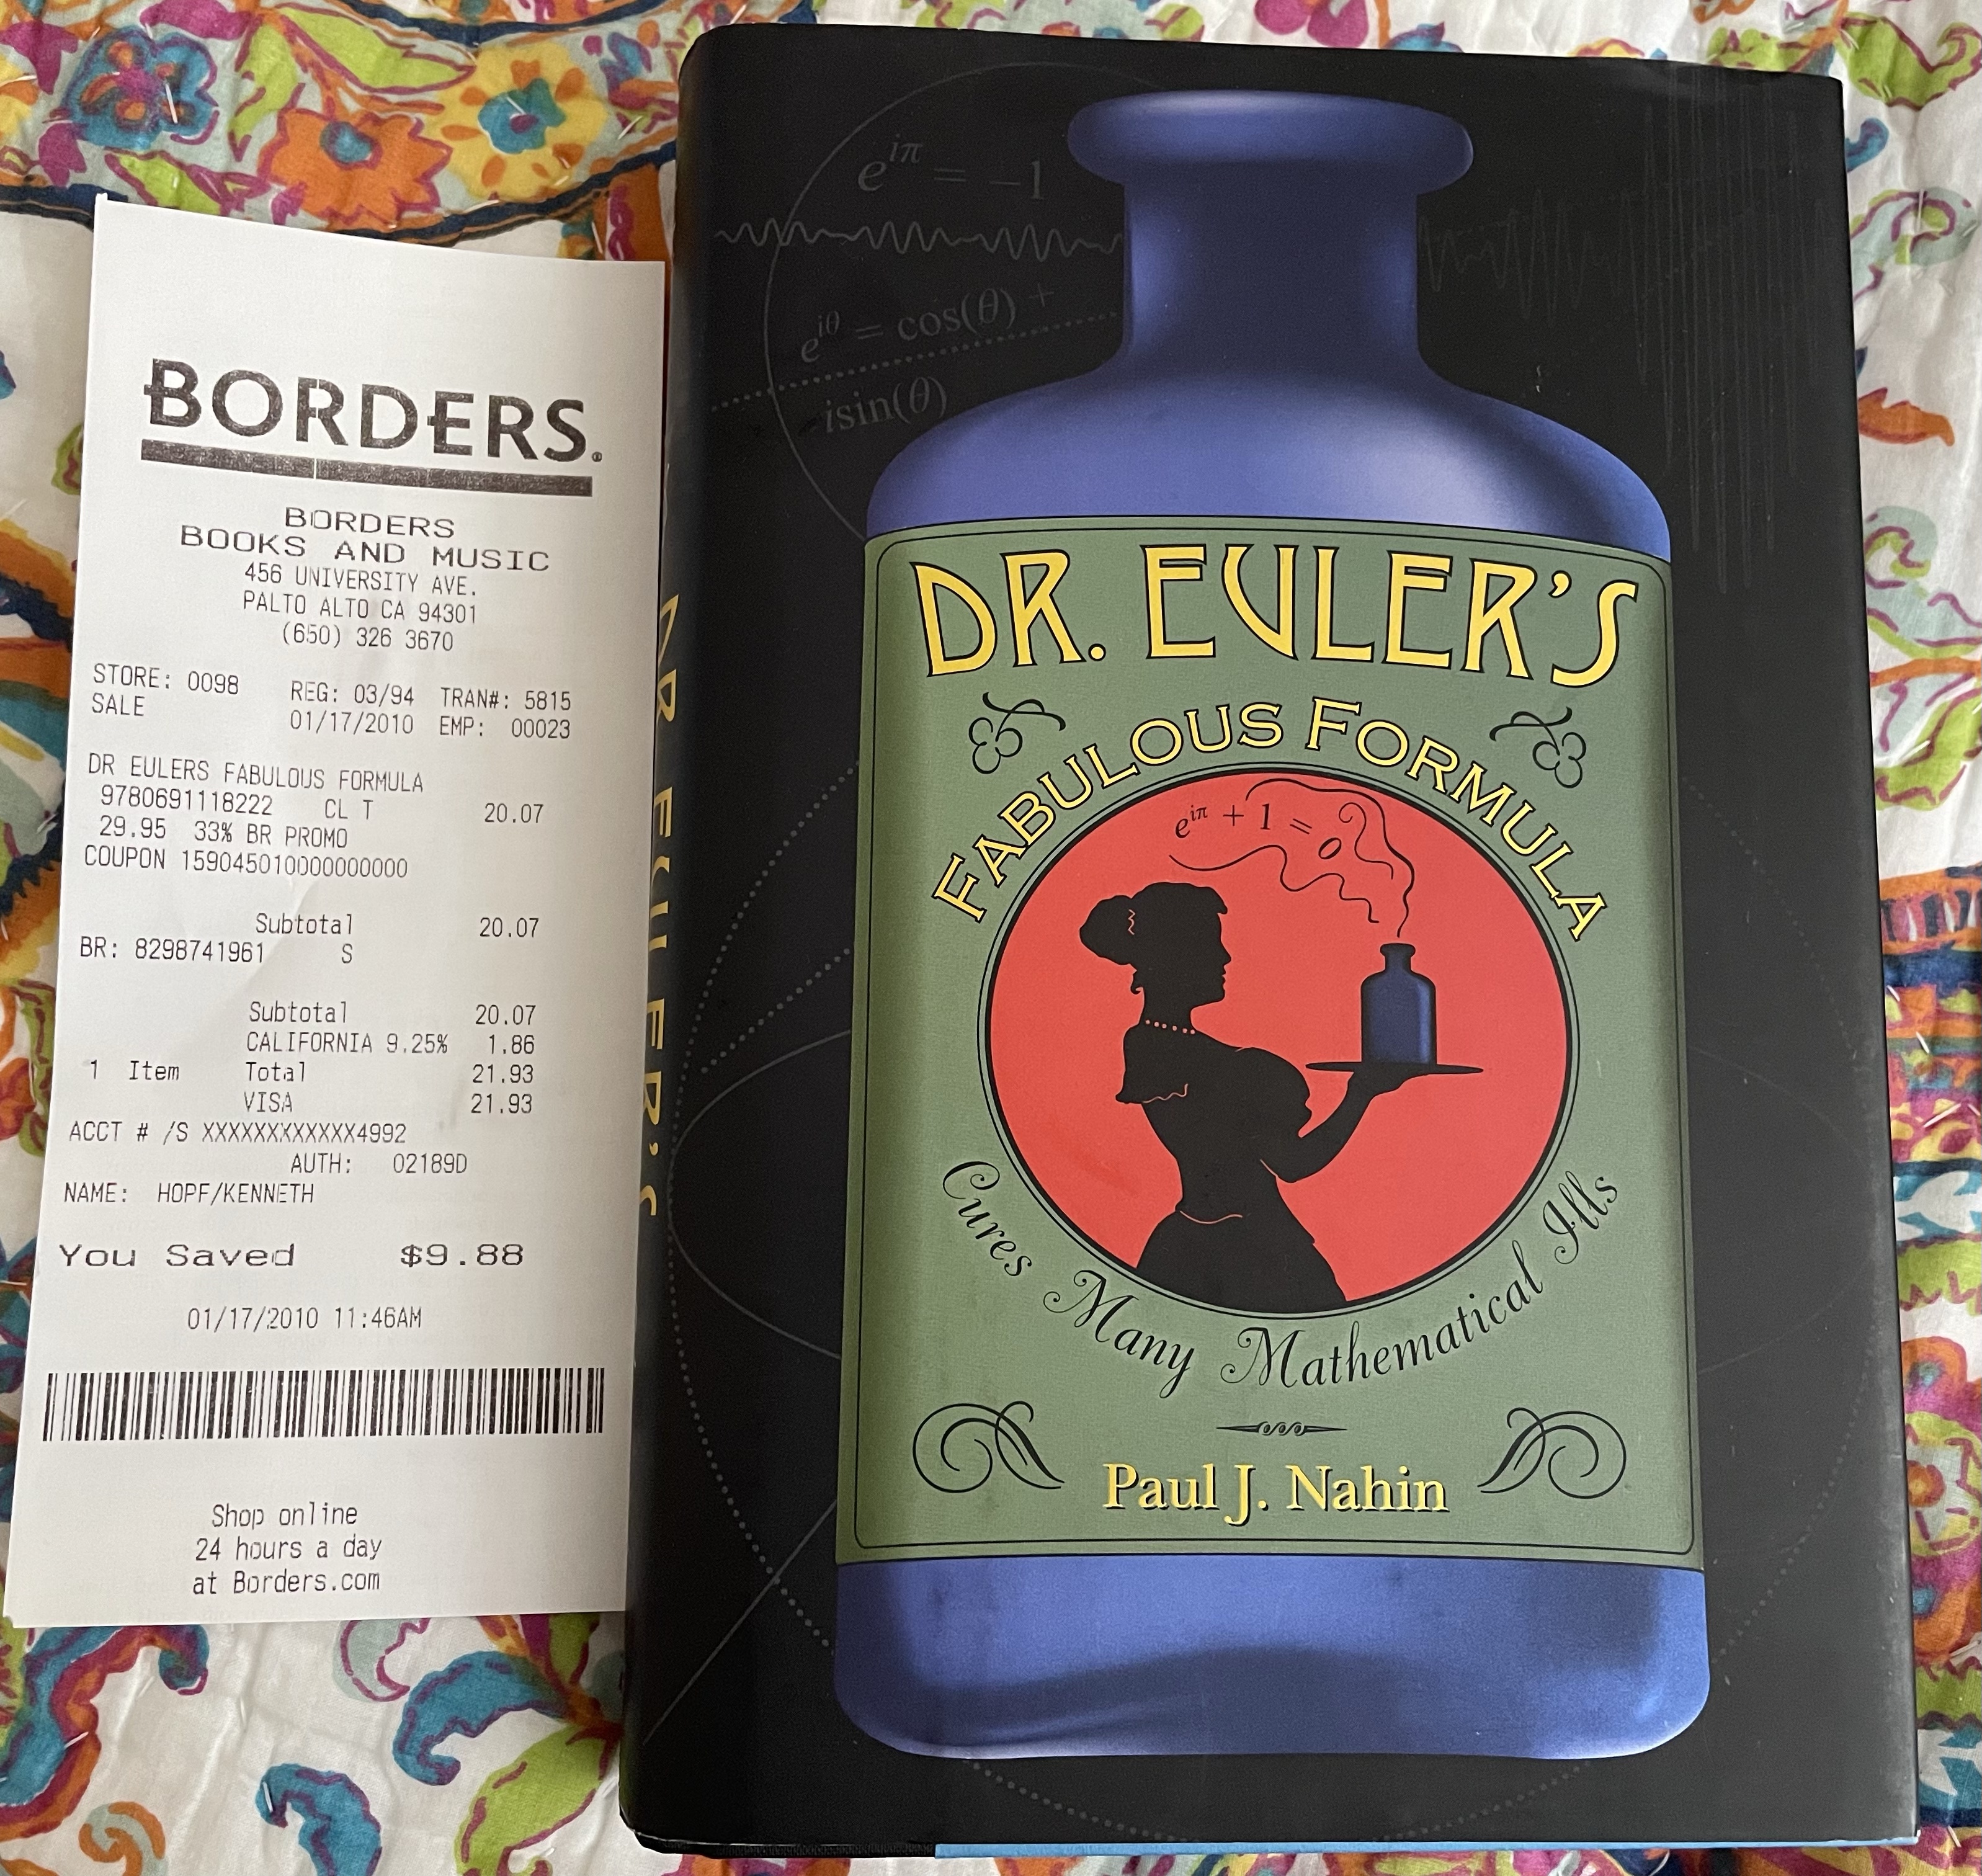 BORDERS®
BORDERS
BOOKS AND MUSIC
456 UNIVERSITY AVE.
PALTO ALTO CA 94301
(650) 326 3670
STORE: 0098 REG: 03/94 TRAN#: 5815
SALE 01/17/2010 EMP: 00023
DR EULERS FABULOUS FORMULA
9780691118222 CL T 20.07
29.95 33% BR PROMO
COUPON 159045010000000000
Subtotal 20.07
BR: 8298741961 S
Subtotal 20.07
CALIFORNIA 9.25% 1.86
1 Item Total 21.93
VISA 21.93
ACCT # /S XXXXXXXXXXXX4992
AUTH: 02189D
NAME: HOPF/KENNETH
You Saved $9.88
01/17/2010 11:46AM
Shop online
24 hours a day
at Borders.com
DR. EULER'S
e^{iπ} = −1
e^{iθ} = cos(θ) +
isin(θ)
DR. EULER'S
FABULOUS FORMULA
e^{iπ} + 1 = 0
Cures Many Mathematical Ills
Paul J. Nahin